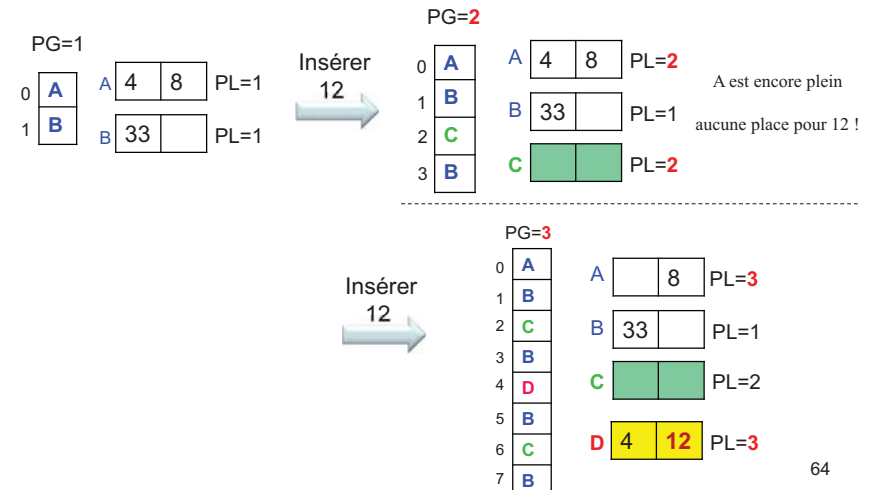 PG=1
0 A
1 B
A 4 8 PL=1
B 33 PL=1
Insérer
12
PG=2
0 A
1 B
2 C
3 B
A 4 8 PL=2
B 33 PL=1
C PL=2
A est encore plein
aucune place pour 12 !
Insérer
12
PG=3
0 A
1 B
2 C
3 B
4 D
5 B
6 C
7 B
A 8 PL=3
B 33 PL=1
C PL=2
D 4 12 PL=3
64